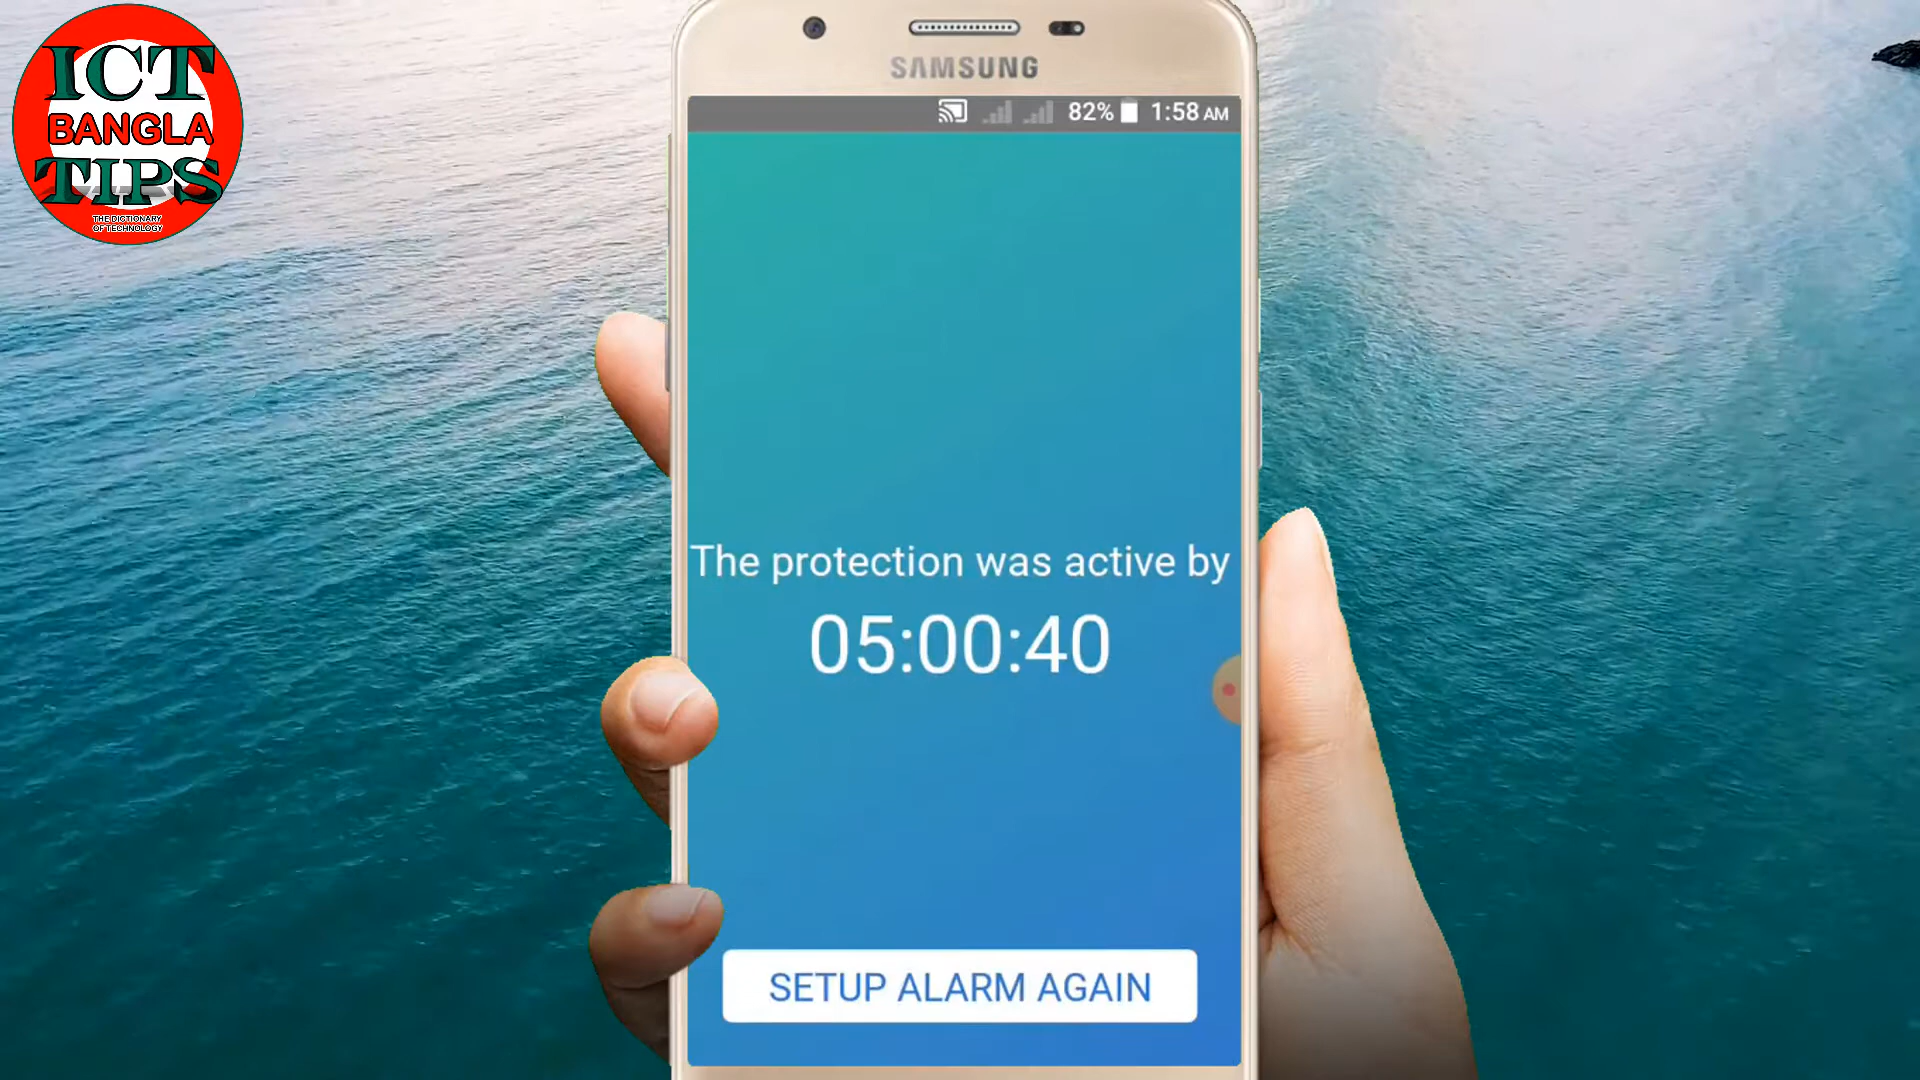 ICT
BANGLA
TIPS
THE DICTIONARY
OF TECHNOLOGY
SAMSUNG
82% 1:58 AM
The protection was active by
05:00:40
SETUP ALARM AGAIN